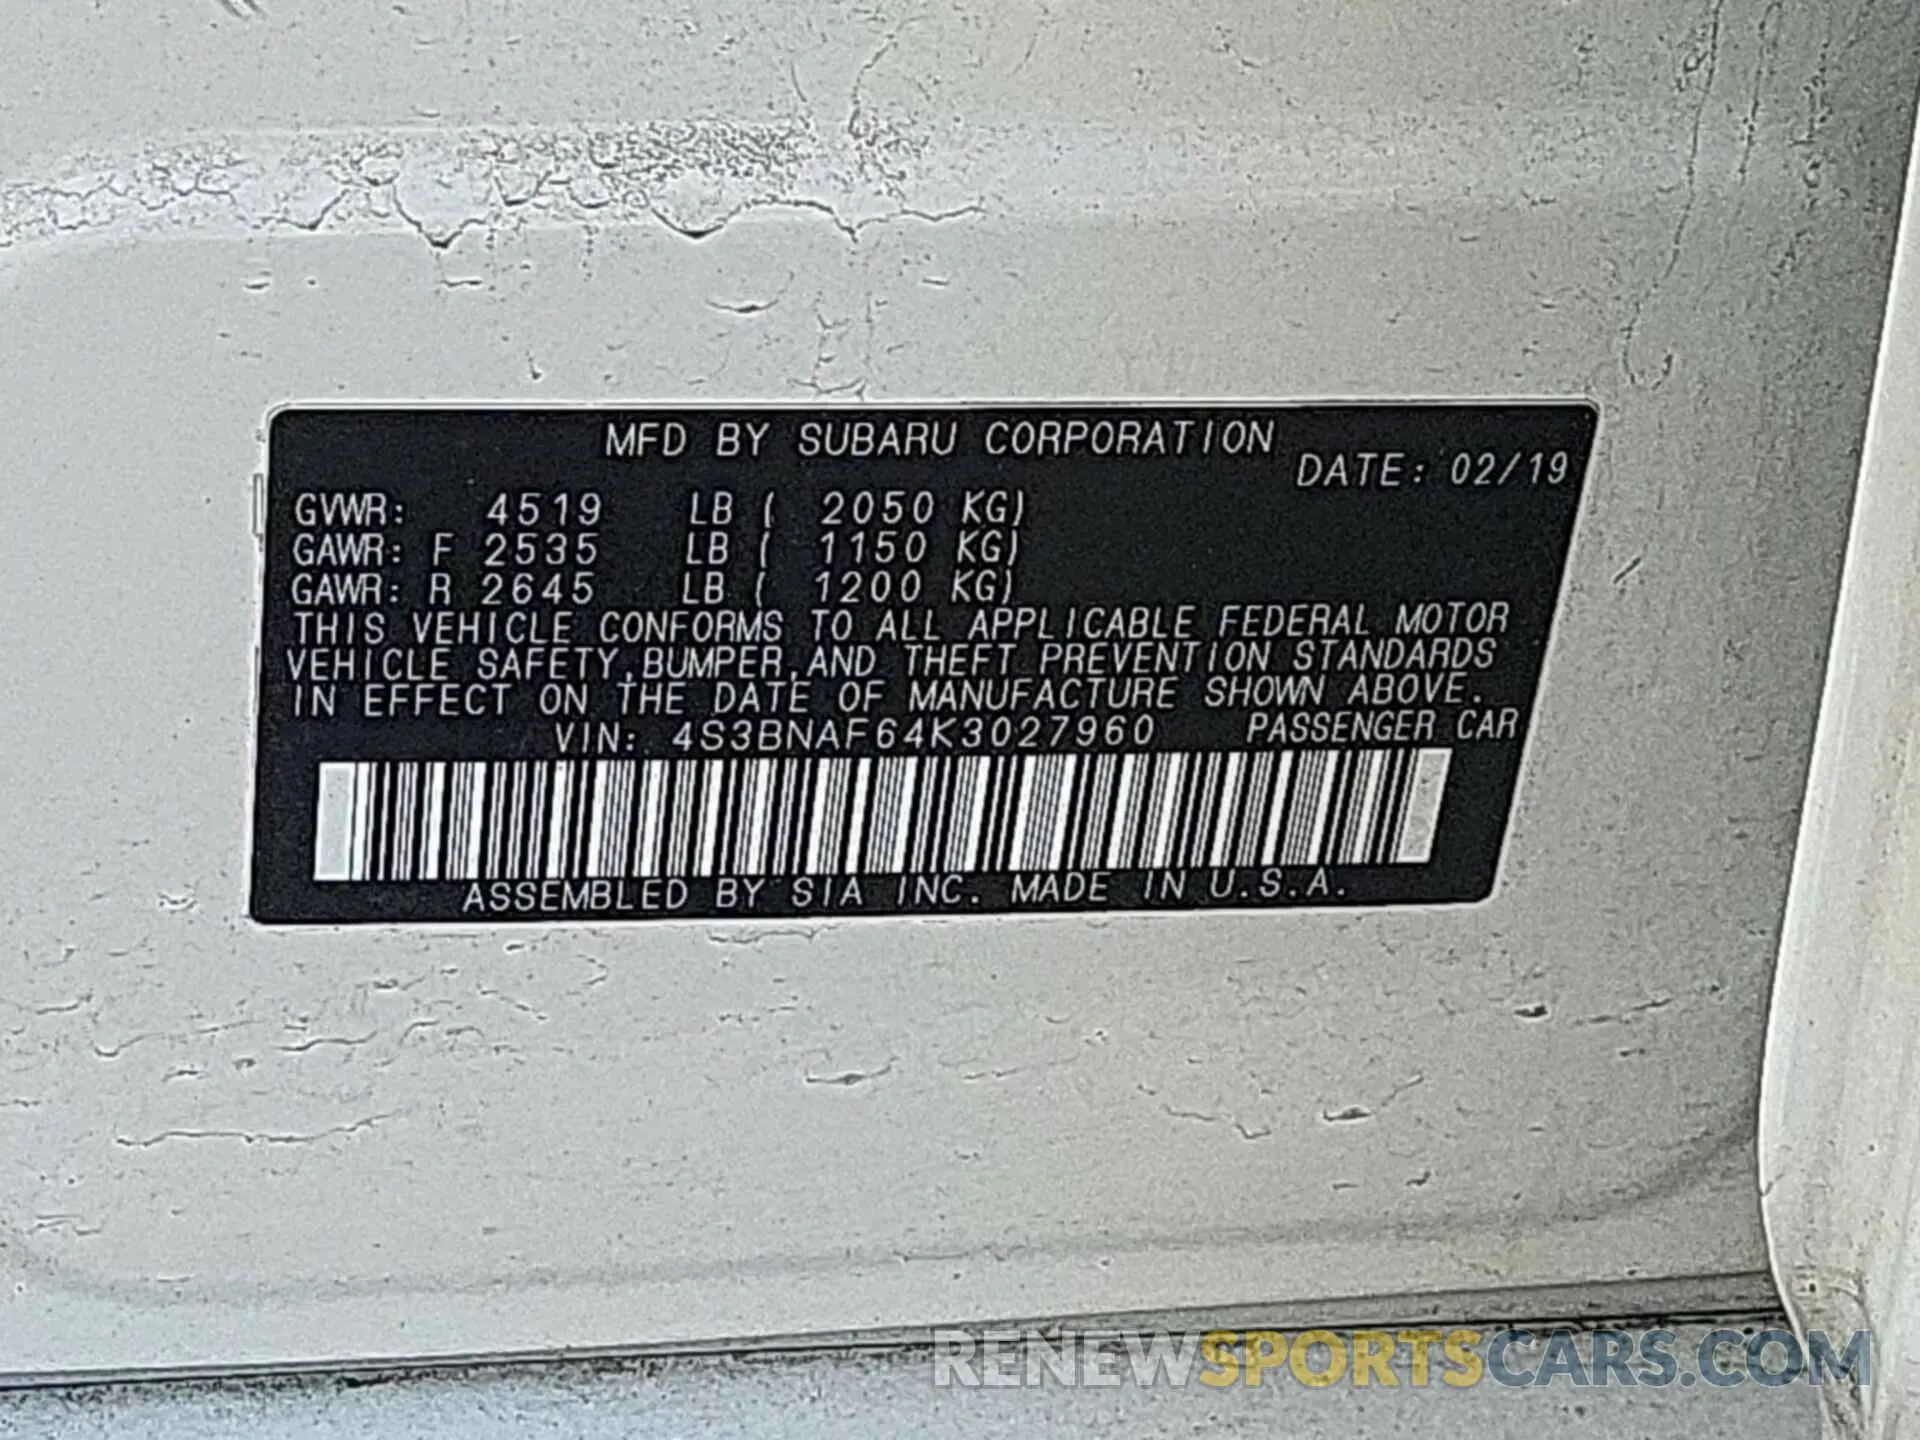 MFD BY SUBARU CORPORATION
DATE: 02/19
GVWR: 4519 LB ( 2050 KG)
GAWR: F 2535 LB ( 1150 KG)
GAWR: R 2645 LB ( 1200 KG)
THIS VEHICLE CONFORMS TO ALL APPLICABLE FEDERAL MOTOR
VEHICLE SAFETY,BUMPER,AND THEFT PREVENTION STANDARDS
IN EFFECT ON THE DATE OF MANUFACTURE SHOWN ABOVE.
VIN: 4S3BNAF64K3027960 PASSENGER CAR
ASSEMBLED BY SIA INC. MADE IN U.S.A.
RENEWSPORTSCARS.COM